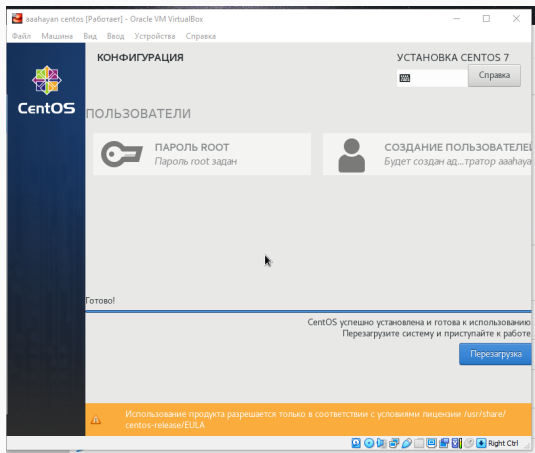 aaahayan centos [Работает] - Oracle VM VirtualBox
Файл Машина Вид Ввод Устройства Справка
КОНФИГУРАЦИЯ
УСТАНОВКА CENTOS 7
Справка
CentOS
ПОЛЬЗОВАТЕЛИ
ПАРОЛЬ ROOT
Пароль root задан
СОЗДАНИЕ ПОЛЬЗОВАТЕЛЕ
Будет создан ад...тратор aaahaya
Готово!
CentOS успешно установлена и готова к использованию
Перезагрузите систему и приступайте к работе
Перезагрузка
Использование продукта разрешается только в соответствии с условиями лицензии /usr/share/
centos-release/EULA
Right Ctrl